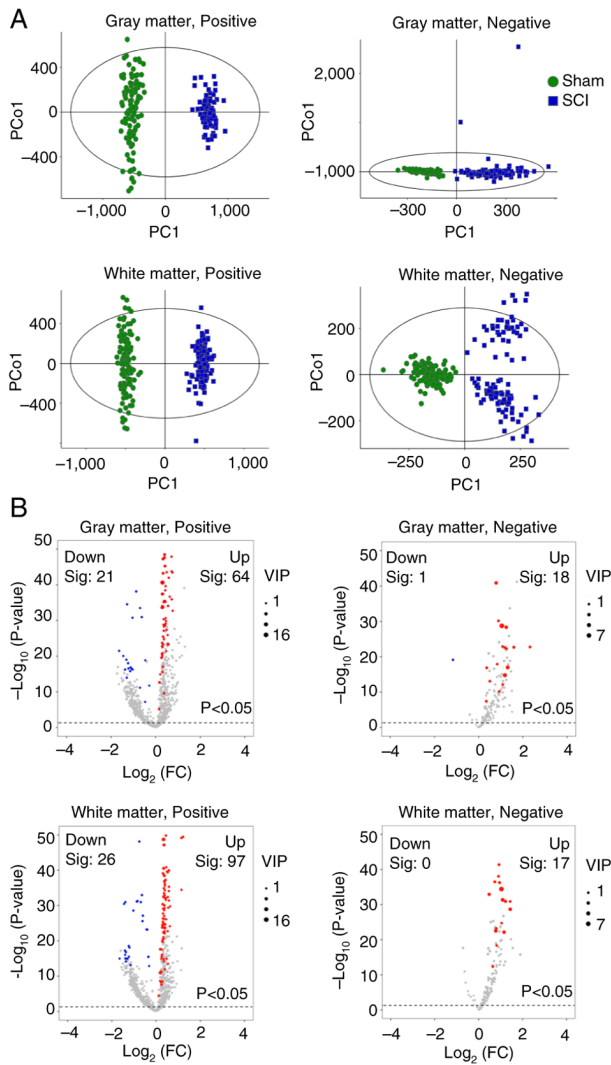 A
Gray matter, Positive
Gray matter, Negative
400
0
−400
PCo1
−1,000
0
1,000
PC1
2,000
−1,000
PCo1
−300
0
300
PC1
Sham
SCI
White matter, Positive
White matter, Negative
400
0
−400
PCo1
−1,000
0
1,000
PC1
200
0
−200
PCo1
−250
0
250
PC1
B
Gray matter, Positive
Gray matter, Negative
50
40
30
20
10
0
−Log10 (P-value)
Down
Sig: 21
Up
Sig: 64
P<0.05
−4
−2
0
2
4
Log2 (FC)
VIP
1
16
50
40
30
20
10
0
−Log10 (P-value)
Down
Sig: 1
Up
Sig: 18
P<0.05
−4
−2
0
2
4
Log2 (FC)
VIP
1
7
White matter, Positive
White matter, Negative
50
40
30
20
10
0
-Log10 (P-value)
Down
Sig: 26
Up
Sig: 97
P<0.05
−4
−2
0
2
4
Log2 (FC)
VIP
1
16
50
40
30
20
10
0
−Log10 (P-value)
Down
Sig: 0
Up
Sig: 17
P<0.05
−4
−2
0
2
4
Log2 (FC)
VIP
1
7